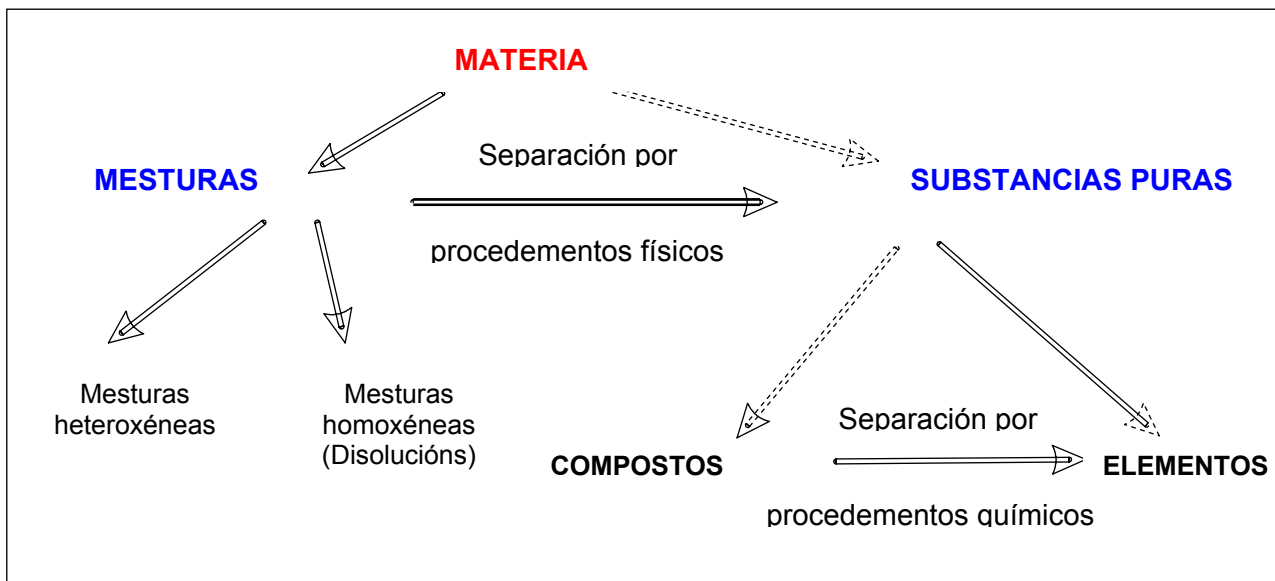 MATERIA
Separación por
MESTURAS
SUBSTANCIAS PURAS
procedementos físicos
Mesturas
heteroxéneas
Mesturas
homoxéneas
(Disolucións)
Separación por
COMPOSTOS
ELEMENTOS
procedementos químicos